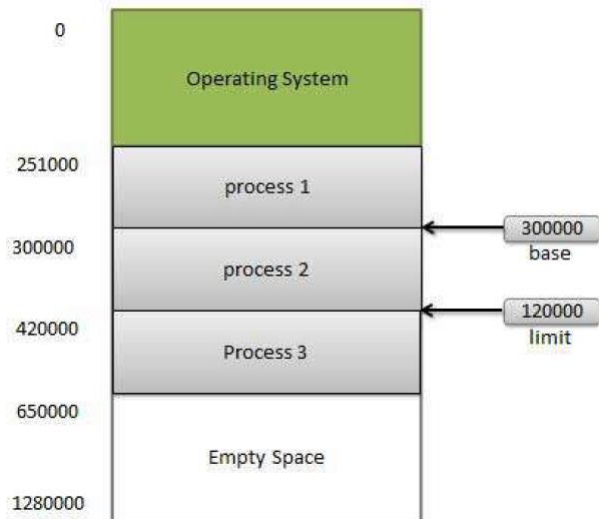 0
Operating System
251000
process 1
300000
base
300000
process 2
120000
limit
420000
Process 3
650000
Empty Space
1280000